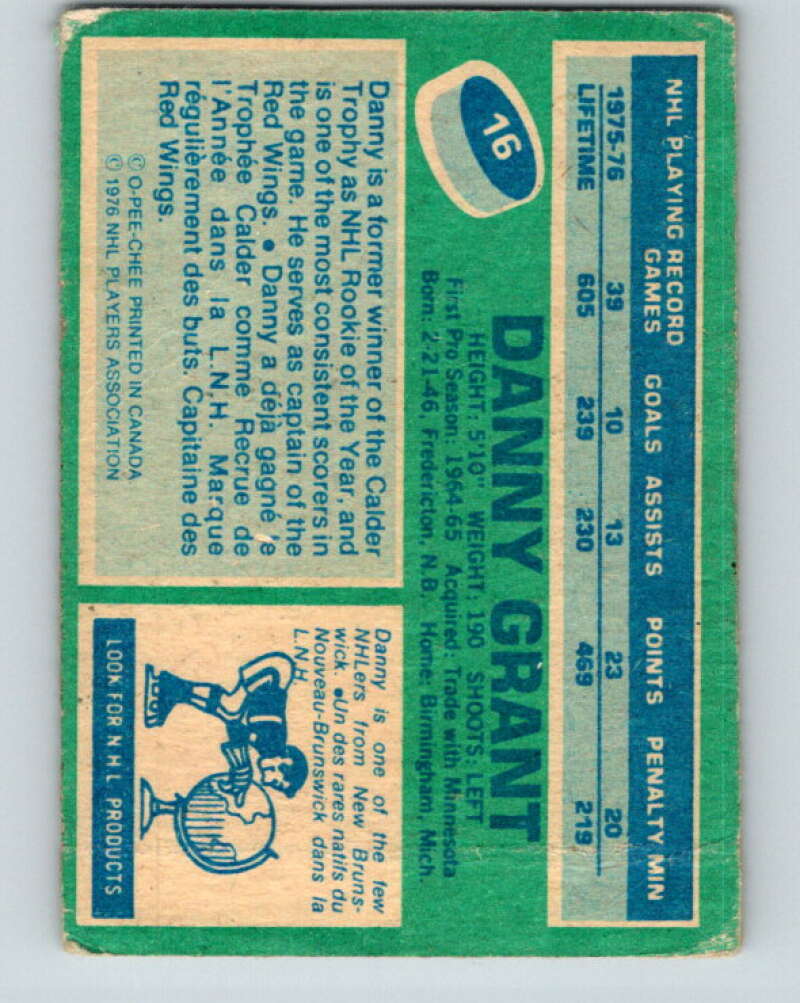 16
NHL PLAYING RECORD
GAMES GOALS ASSISTS POINTS PENALTY MIN
1975-76 39 10 13 23 20
LIFETIME 605 239 230 469 219
DANNY GRANT
HEIGHT: 5'10" WEIGHT: 190 SHOOTS: LEFT
First Pro Season: 1964-65 Acquired: Trade with Minnesota
Born: 2-21-46, Fredericton, N.B. Home: Birmingham, Mich.
Danny is a former winner of the Calder
Trophy as NHL Rookie of the Year, and
is one of the most consistent scorers in
the game. He serves as captain of the
Red Wings. ● Danny a déjà gagné le
Trophée Calder comme Recrue de
l'Année dans la L.N.H. Marque
régulièrement des buts. Capitaine des
Red Wings.
© O-PEE-CHEE PRINTED IN CANADA
© 1976 NHL PLAYERS ASSOCIATION
Danny is one of the few
NHLers from New Bruns-
wick. ●Un des rares natifs du
Nouveau-Brunswick dans la
L.N.H.
LOOK FOR NHL PRODUCTS